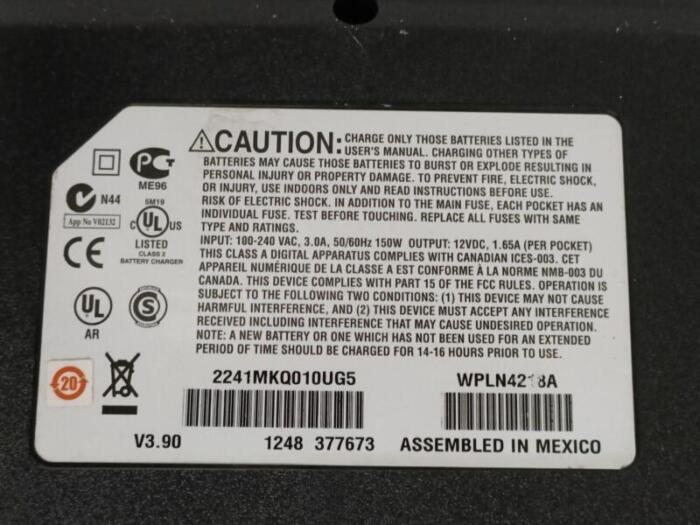 CAUTION: CHARGE ONLY THOSE BATTERIES LISTED IN THE
USER'S MANUAL. CHARGING OTHER TYPES OF
BATTERIES MAY CAUSE THOSE BATTERIES TO BURST OR EXPLODE RESULTING IN
PERSONAL INJURY OR PROPERTY DAMAGE. TO PREVENT FIRE, ELECTRIC SHOCK,
OR INJURY, USE INDOORS ONLY AND READ INSTRUCTIONS BEFORE USE.
RISK OF ELECTRIC SHOCK. IN ADDITION TO THE MAIN FUSE, EACH POCKET HAS AN
INDIVIDUAL FUSE. TEST BEFORE TOUCHING. REPLACE ALL FUSES WITH SAME
TYPE AND RATINGS.
INPUT: 100-240 VAC, 3.0A, 50/60Hz 150W OUTPUT: 12VDC, 1.65A (PER POCKET)
THIS CLASS A DIGITAL APPARATUS COMPLIES WITH CANADIAN ICES-003. CET
APPAREIL NUMÉRIQUE DE LA CLASSE A EST CONFORME À LA NORME NMB-003 DU
CANADA. THIS DEVICE COMPLIES WITH PART 15 OF THE FCC RULES. OPERATION IS
SUBJECT TO THE FOLLOWING TWO CONDITIONS: (1) THIS DEVICE MAY NOT CAUSE
HARMFUL INTERFERENCE, AND (2) THIS DEVICE MUST ACCEPT ANY INTERFERENCE
RECEIVED INCLUDING INTERFERENCE THAT MAY CAUSE UNDESIRED OPERATION.
NOTE: A NEW BATTERY OR ONE WHICH HAS NOT BEEN USED FOR AN EXTENDED
PERIOD OF TIME SHOULD BE CHARGED FOR 14-16 HOURS PRIOR TO USE.
PCT
ME96
N44
5M19
App No V02132
C UL US
LISTED
CLASS 2
BATTERY CHARGER
CE
UL
AR
S
20
2241MKQ010UG5
V3.90
1248 377673
ASSEMBLED IN MEXICO